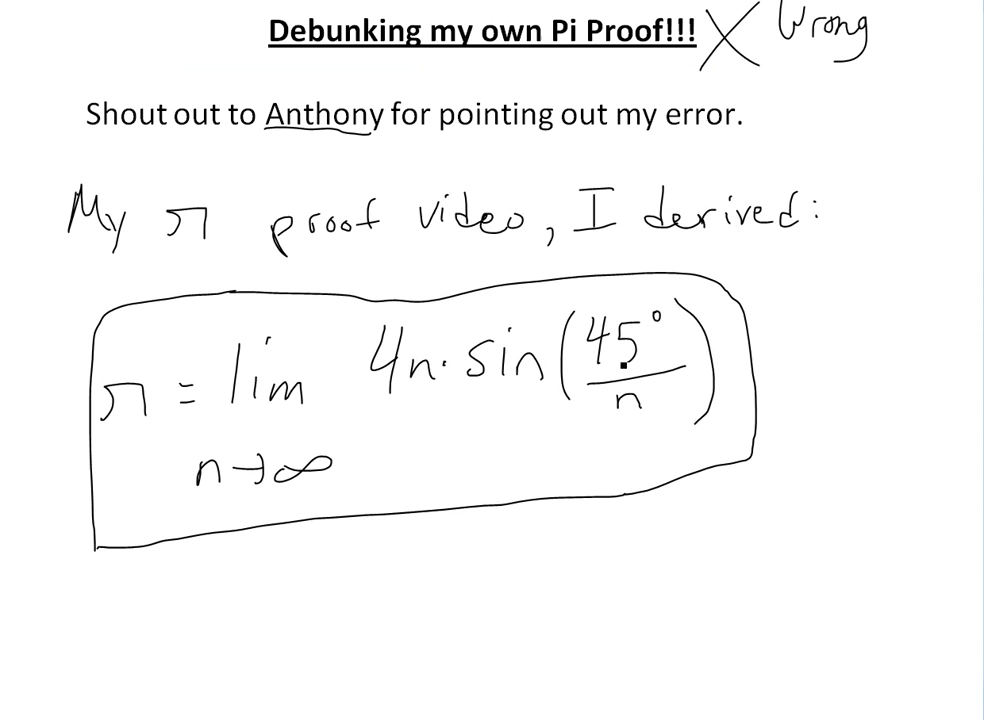 Debunking my own Pi Proof!!! X Wrong
Shout out to Anthony for pointing out my error.
My π proof video, I derived:
π = lim 4n · sin(45°/n)
n→∞